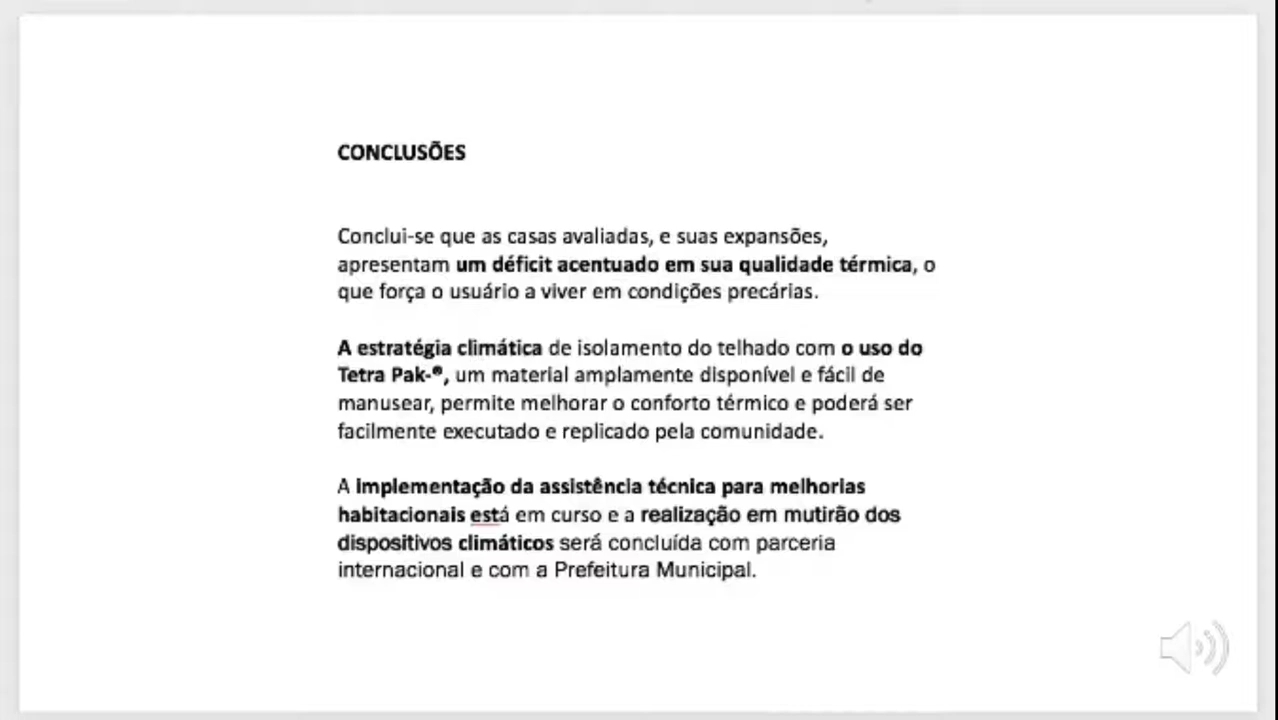 CONCLUSÕES
Conclui-se que as casas avaliadas, e suas expansões,
apresentam um déficit acentuado em sua qualidade térmica, o
que força o usuário a viver em condições precárias.
A estratégia climática de isolamento do telhado com o uso do
Tetra Pak-®, um material amplamente disponível e fácil de
manusear, permite melhorar o conforto térmico e poderá ser
facilmente executado e replicado pela comunidade.
A implementação da assistência técnica para melhorias
habitacionais está em curso e a realização em mutirão dos
dispositivos climáticos será concluída com parceria
internacional e com a Prefeitura Municipal.